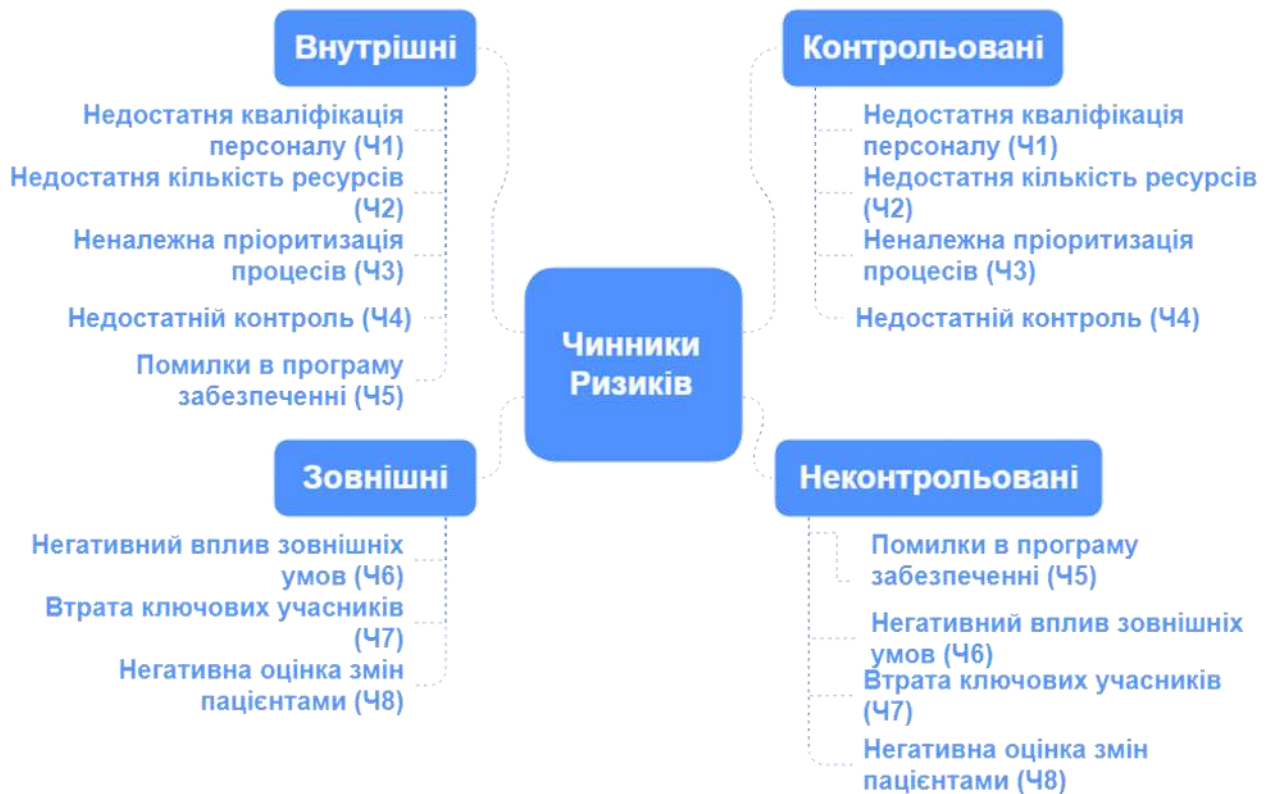 Внутрішні
Недостатня кваліфікація
персоналу (Ч1)
Недостатня кількість ресурсів
(Ч2)
Неналежна пріоритизація
процесів (Ч3)
Недостатній контроль (Ч4)
Помилки в програму
забезпеченні (Ч5)
Зовнішні
Негативний вплив зовнішніх
умов (Ч6)
Втрата ключових учасників
(Ч7)
Негативна оцінка змін
пацієнтами (Ч8)
Чинники
Ризиків
Контрольовані
Недостатня кваліфікація
персоналу (Ч1)
Недостатня кількість ресурсів
(Ч2)
Неналежна пріоритизація
процесів (Ч3)
Недостатній контроль (Ч4)
Неконтрольовані
Помилки в програму
забезпеченні (Ч5)
Негативний вплив зовнішніх
умов (Ч6)
Втрата ключових учасників
(Ч7)
Негативна оцінка змін
пацієнтами (Ч8)